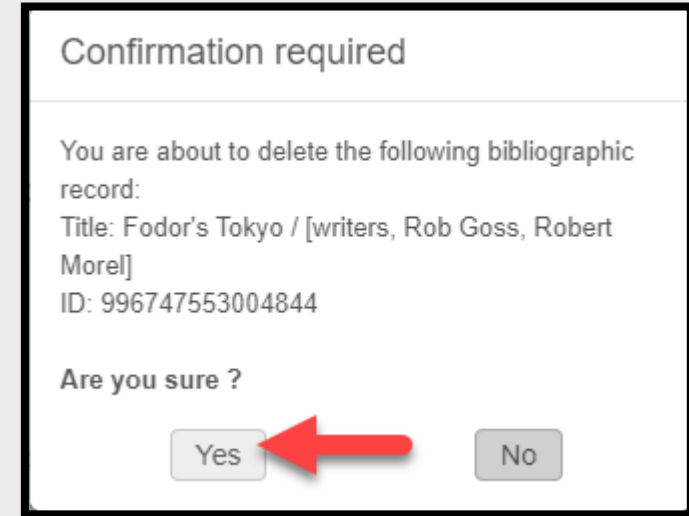 Confirmation required
You are about to delete the following bibliographic
record:
Title: Fodor's Tokyo / [writers, Rob Goss, Robert
Morel]
ID: 996747553004844
Are you sure ?
Yes
No